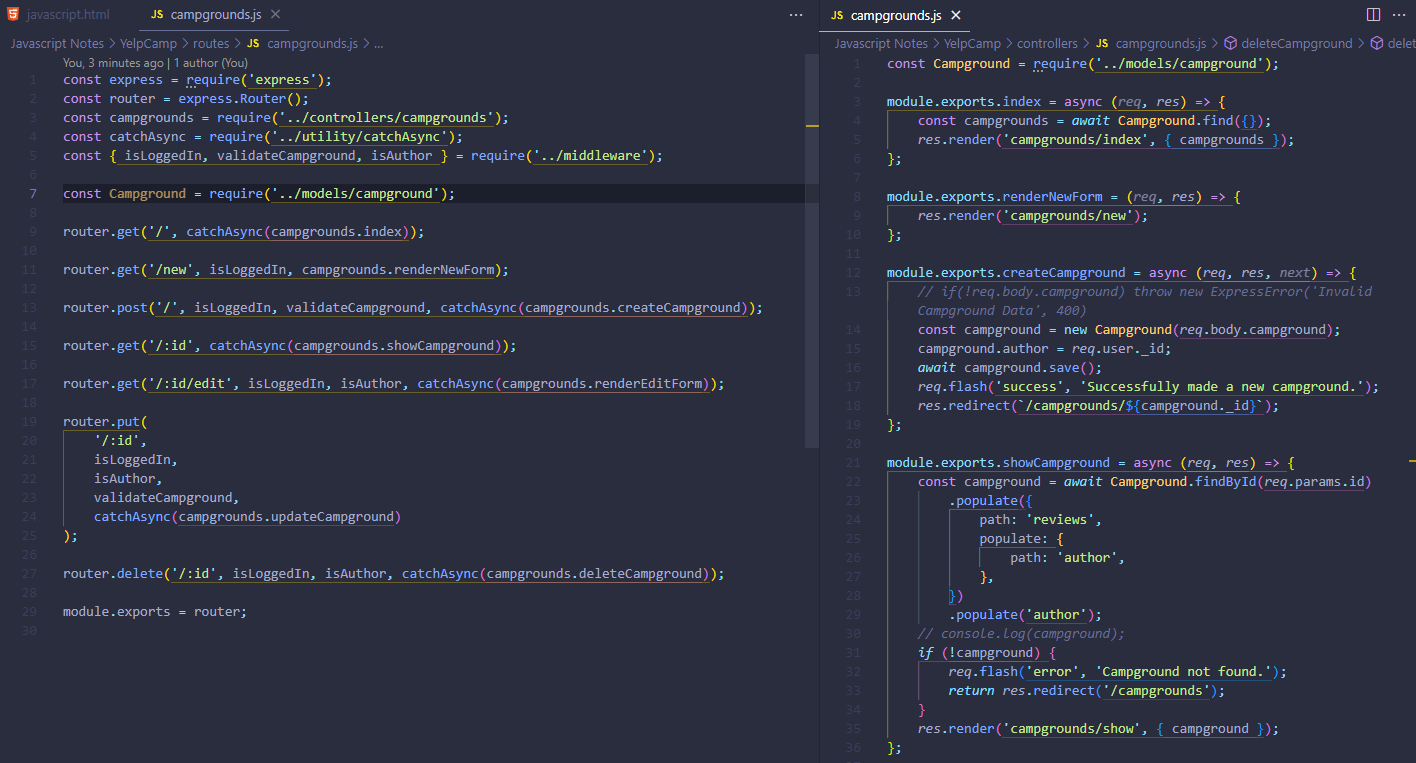 javascript.html
JS campgrounds.js ×
Javascript Notes > YelpCamp > routes > JS campgrounds.js > ...
You, 3 minutes ago | 1 author (You)
1 const express = require('express');
2 const router = express.Router();
3 const campgrounds = require('../controllers/campgrounds');
4 const catchAsync = require('../utility/catchAsync');
5 const { isLoggedIn, validateCampground, isAuthor } = require('../middleware');
6
7 const Campground = require('../models/campground');
8
9 router.get('/', catchAsync(campgrounds.index));
10
11 router.get('/new', isLoggedIn, campgrounds.renderNewForm);
12
13 router.post('/', isLoggedIn, validateCampground, catchAsync(campgrounds.createCampground));
14
15 router.get('/:id', catchAsync(campgrounds.showCampground));
16
17 router.get('/:id/edit', isLoggedIn, isAuthor, catchAsync(campgrounds.renderEditForm));
18
19 router.put(
20 '/:id',
21 isLoggedIn,
22 isAuthor,
23 validateCampground,
24 catchAsync(campgrounds.updateCampground)
25 );
26
27 router.delete('/:id', isLoggedIn, isAuthor, catchAsync(campgrounds.deleteCampground));
28
29 module.exports = router;
30
JS campgrounds.js ×
Javascript Notes > YelpCamp > controllers > JS campgrounds.js > deleteCampground > delet
1 const Campground = require('../models/campground');
2
3 module.exports.index = async (req, res) => {
4 const campgrounds = await Campground.find({});
5 res.render('campgrounds/index', { campgrounds });
6 };
7
8 module.exports.renderNewForm = (req, res) => {
9 res.render('campgrounds/new');
10 };
11
12 module.exports.createCampground = async (req, res, next) => {
13 // if(!req.body.campground) throw new ExpressError('Invalid
Campground Data', 400)
14 const campground = new Campground(req.body.campground);
15 campground.author = req.user._id;
16 await campground.save();
17 req.flash('success', 'Successfully made a new campground.');
18 res.redirect(`/campgrounds/${campground._id}`);
19 };
20
21 module.exports.showCampground = async (req, res) => {
22 const campground = await Campground.findById(req.params.id)
23 .populate({
24 path: 'reviews',
25 populate: {
26 path: 'author',
27 },
28 })
29 .populate('author');
30 // console.log(campground);
31 if (!campground) {
32 req.flash('error', 'Campground not found.');
33 return res.redirect('/campgrounds');
34 }
35 res.render('campgrounds/show', { campground });
36 };